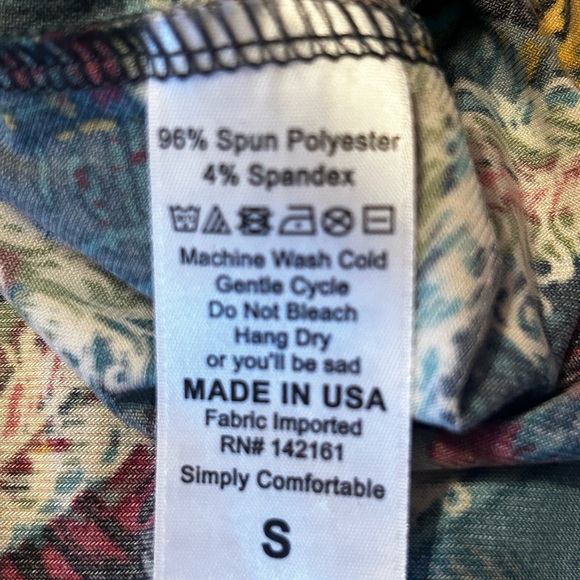 96% Spun Polyester
4% Spandex
Machine Wash Cold
Gentle Cycle
Do Not Bleach
Hang Dry
or you'll be sad
MADE IN USA
Fabric Imported
RN# 142161
Simply Comfortable
S